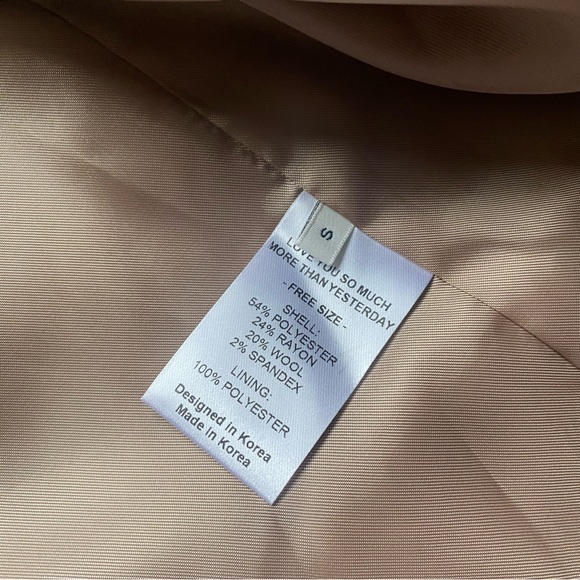 S
LOVE YOU SO MUCH
MORE THAN YESTERDAY
- FREE SIZE -
SHELL:
54% POLYESTER
24% RAYON
20% WOOL
2% SPANDEX
LINING:
100% POLYESTER
Designed in Korea
Made in Korea